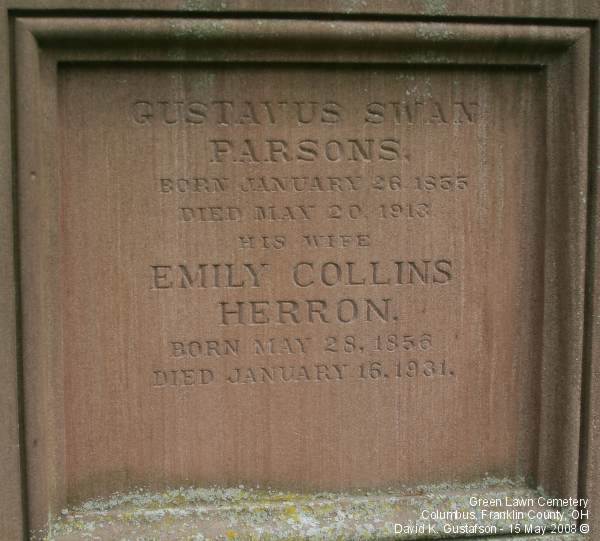 GUSTAVUS SWAN
PARSONS.
BORN JANUARY 26 1855
DIED MAY 20, 1913
HIS WIFE
EMILY COLLINS
HERRON.
BORN MAY 28, 1856
DIED JANUARY 16, 1931.
Green Lawn Cemetery
Columbus, Franklin County, OH
David K. Gustafson - 15 May 2008 ©